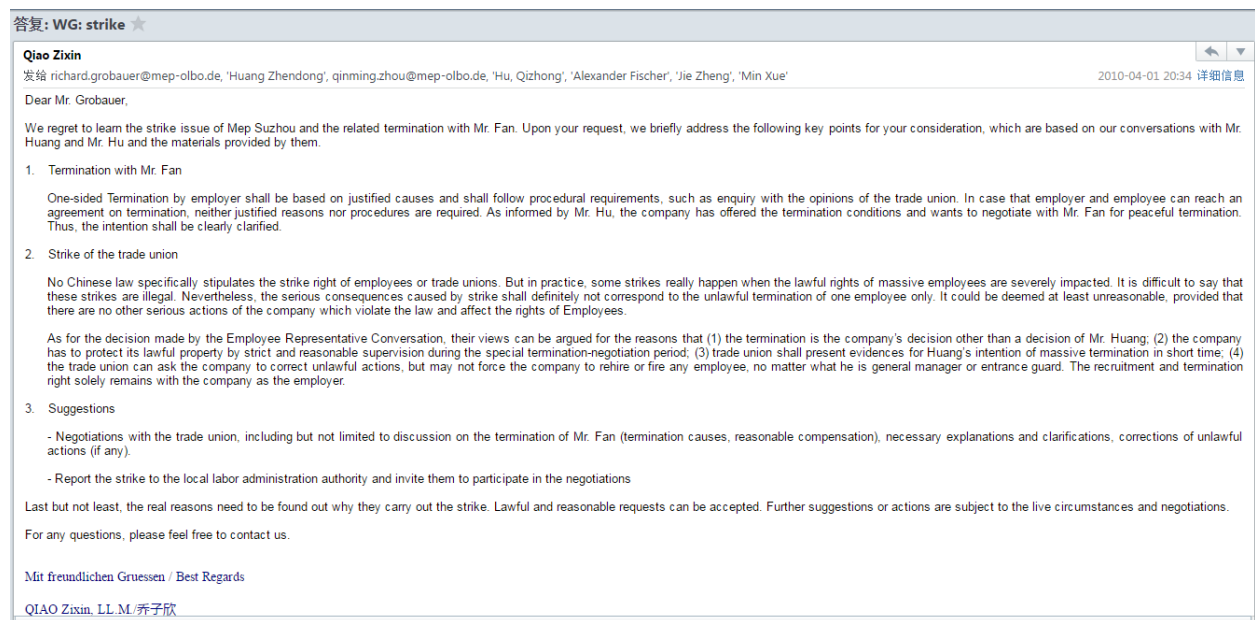 答复: WG: strike
Qiao Zixin
发给 richard.grobauer@mep-olbo.de, 'Huang Zhendong', qinming.zhou@mep-olbo.de, 'Hu, Qizhong', 'Alexander Fischer', 'Jie Zheng', 'Min Xue' 2010-04-01 20:34 详细信息
Dear Mr. Grobauer,
We regret to learn the strike issue of Mep Suzhou and the related termination with Mr. Fan. Upon your request, we briefly address the following key points for your consideration, which are based on our conversations with Mr.
Huang and Mr. Hu and the materials provided by them.
1. Termination with Mr. Fan
One-sided Termination by employer shall be based on justified causes and shall follow procedural requirements, such as enquiry with the opinions of the trade union. In case that employer and employee can reach an
agreement on termination, neither justified reasons nor procedures are required. As informed by Mr. Hu, the company has offered the termination conditions and wants to negotiate with Mr. Fan for peaceful termination.
Thus, the intention shall be clearly clarified.
2. Strike of the trade union
No Chinese law specifically stipulates the strike right of employees or trade unions. But in practice, some strikes really happen when the lawful rights of massive employees are severely impacted. It is difficult to say that
these strikes are illegal. Nevertheless, the serious consequences caused by strike shall definitely not correspond to the unlawful termination of one employee only. It could be deemed at least unreasonable, provided that
there are no other serious actions of the company which violate the law and affect the rights of Employees.
As for the decision made by the Employee Representative Conversation, their views can be argued for the reasons that (1) the termination is the company's decision other than a decision of Mr. Huang; (2) the company
has to protect its lawful property by strict and reasonable supervision during the special termination-negotiation period; (3) trade union shall present evidences for Huang's intention of massive termination in short time; (4)
the trade union can ask the company to correct unlawful actions, but may not force the company to rehire or fire any employee, no matter what he is general manager or entrance guard. The recruitment and termination
right solely remains with the company as the employer.
3. Suggestions
- Negotiations with the trade union, including but not limited to discussion on the termination of Mr. Fan (termination causes, reasonable compensation), necessary explanations and clarifications, corrections of unlawful
actions (if any).
- Report the strike to the local labor administration authority and invite them to participate in the negotiations
Last but not least, the real reasons need to be found out why they carry out the strike. Lawful and reasonable requests can be accepted. Further suggestions or actions are subject to the live circumstances and negotiations.
For any questions, please feel free to contact us.
Mit freundlichen Gruessen / Best Regards
QIAO Zixin, LL.M./乔子欣